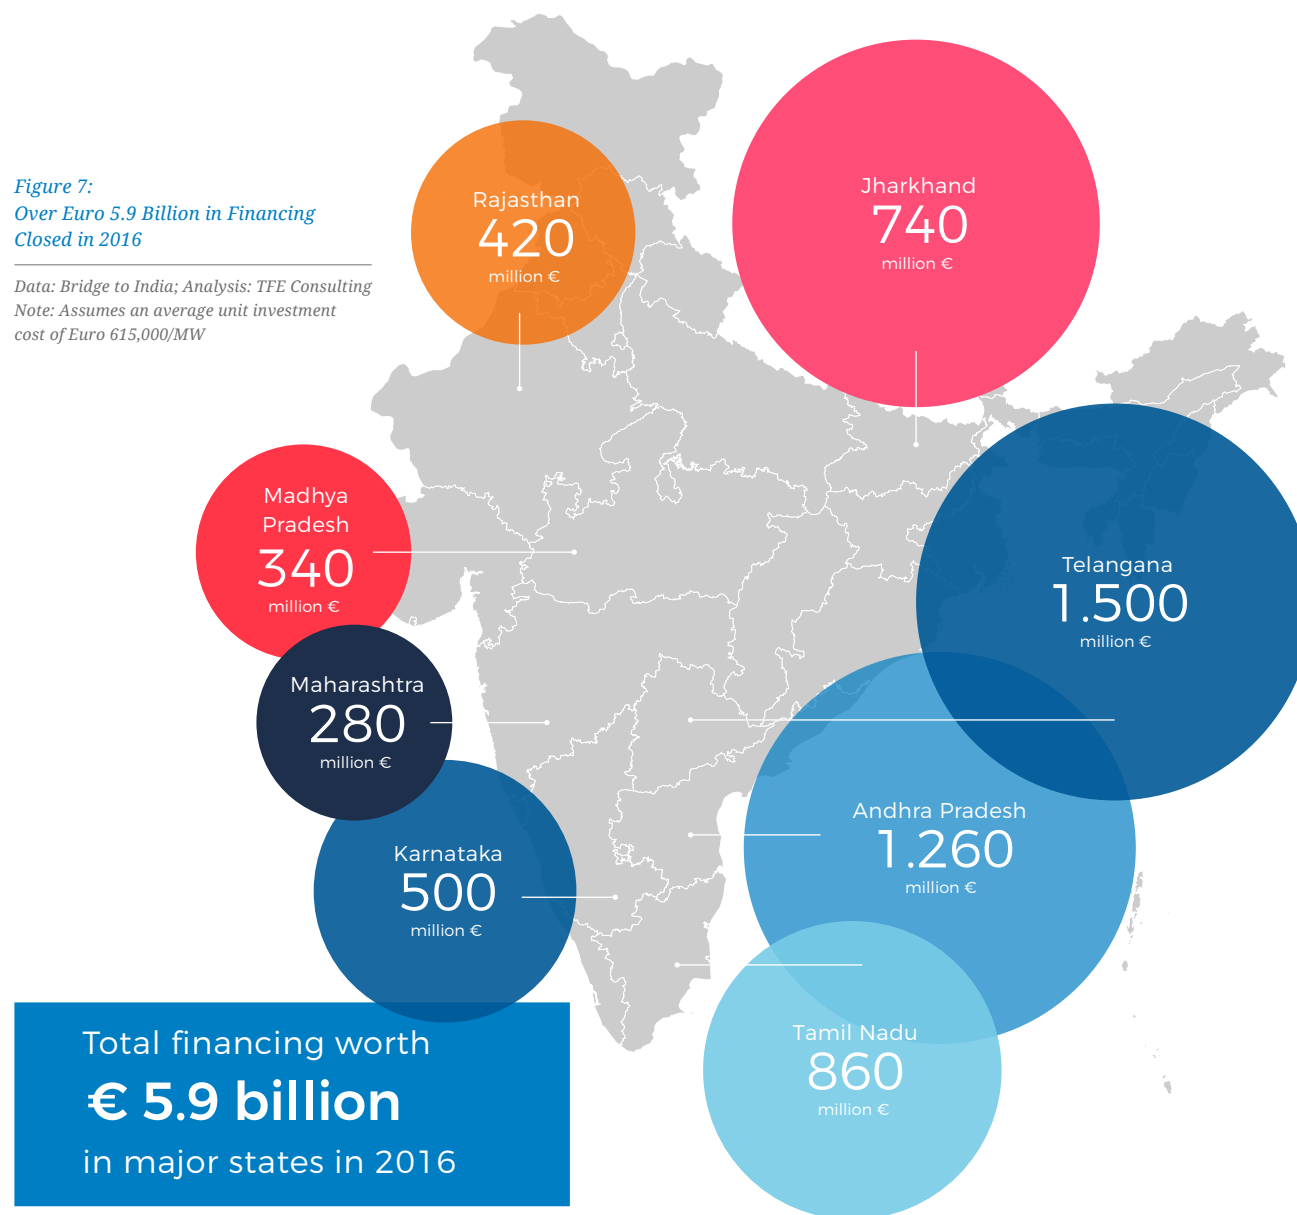 Figure 7:
Over Euro 5.9 Billion in Financing
Closed in 2016
Data: Bridge to India; Analysis: TFE Consulting
Note: Assumes an average unit investment
cost of Euro 615,000/MW
Rajasthan
420
million €
Jharkhand
740
million €
Madhya
Pradesh
340
million €
Telangana
1.500
million €
Maharashtra
280
million €
Andhra Pradesh
1.260
million €
Karnataka
500
million €
Tamil Nadu
860
million €
Total financing worth
€ 5.9 billion
in major states in 2016